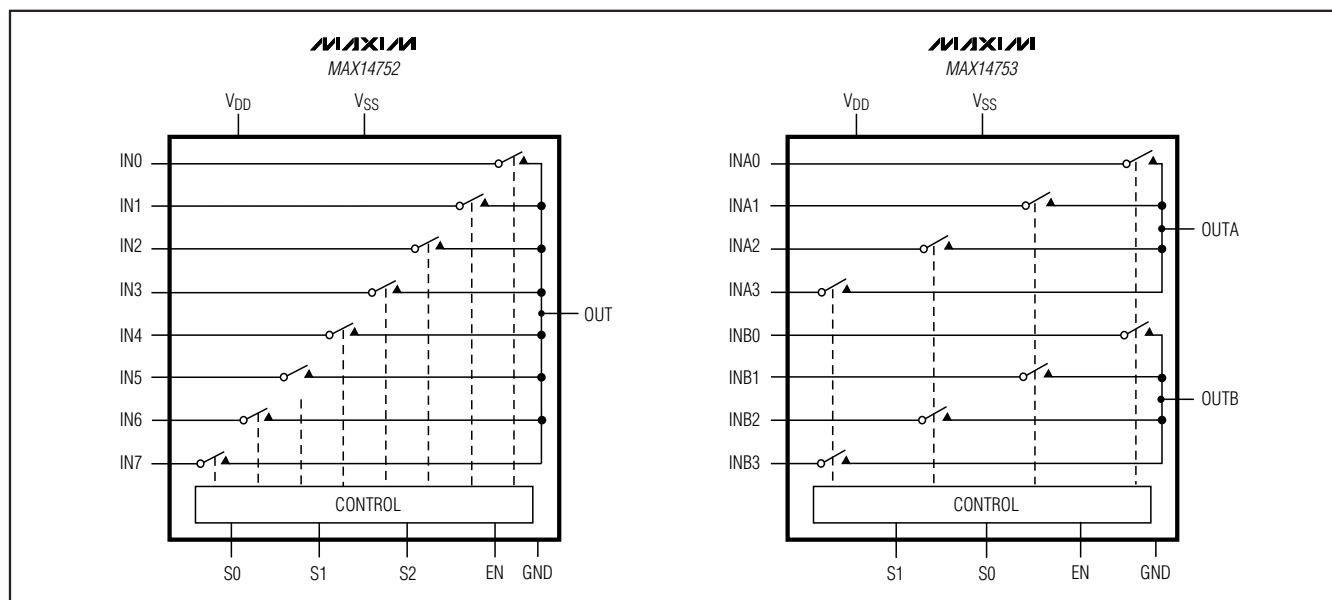 MAXIM
MAX14752
VDD
VSS
IN0
IN1
IN2
IN3
IN4
IN5
IN6
IN7
OUT
CONTROL
S0
S1
S2
EN
GND
MAXIM
MAX14753
VDD
VSS
INA0
INA1
INA2
INA3
INB0
INB1
INB2
INB3
OUTA
OUTB
CONTROL
S1
S0
EN
GND